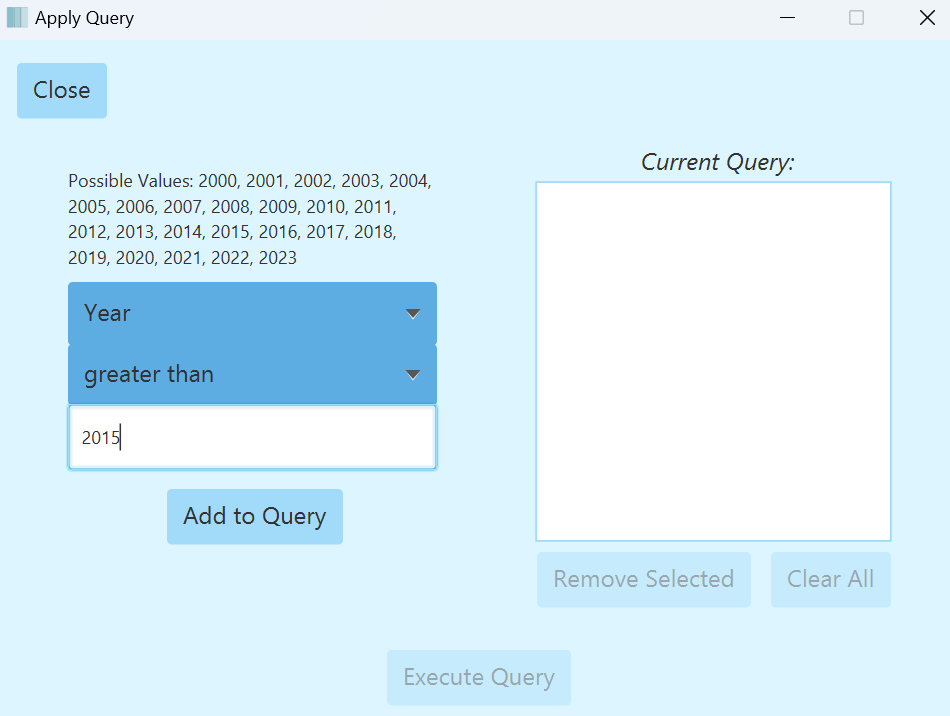 Apply Query
Close
Possible Values: 2000, 2001, 2002, 2003, 2004,
2005, 2006, 2007, 2008, 2009, 2010, 2011,
2012, 2013, 2014, 2015, 2016, 2017, 2018,
2019, 2020, 2021, 2022, 2023
Year
greater than
2015
Add to Query
Current Query:
Remove Selected
Clear All
Execute Query